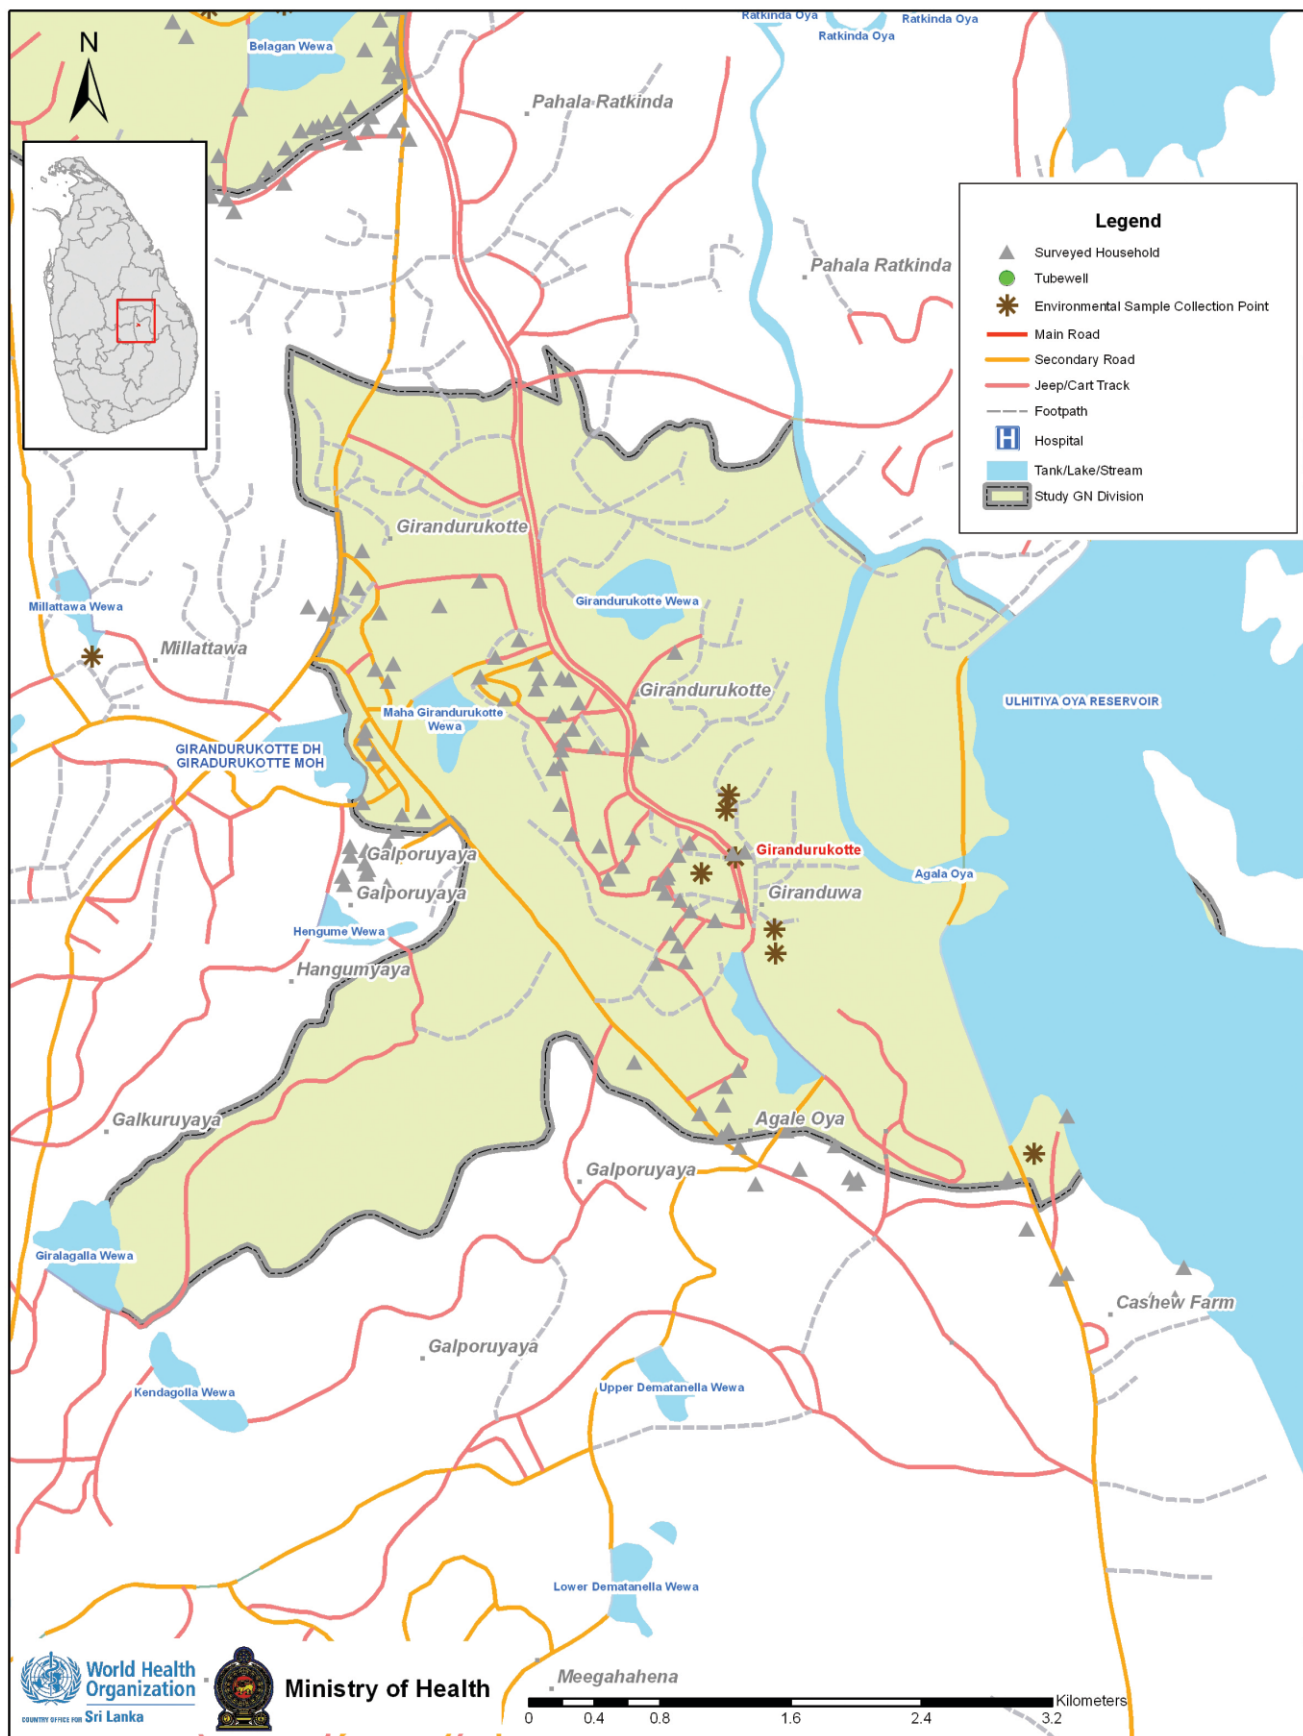 Ratkinda Oya
Ratkinda Oya
Ratkinda Oya
Belagan Wewa
N
Pahala Ratkinda
Pahala Ratkinda
Legend
Surveyed Household
Tubewell
Environmental Sample Collection Point
Main Road
Secondary Road
Jeep/Cart Track
Footpath
H Hospital
Tank/Lake/Stream
Study GN Division
Girandurukotte
Millattawa Wewa
Girandurukotte Wewa
Millattawa
Girandurukotte
ULHITIYA OYA RESERVOIR
Maha Girandurukotte
Wewa
GIRANDURUKOTTE DH
GIRADURUKOTTE MOH
Girandurukotte
Galporuyaya
Agala Oya
Galporuyaya
Giranduwa
Hengume Wewa
Hangumyaya
Galkuruyaya
Agale Oya
Galporuyaya
Giralagalla Wewa
Cashew Farm
Galporuyaya
Kendagolla Wewa
Upper Dematanella Wewa
Lower Dematanella Wewa
Meegahahena
World Health
Organization
COUNTRY OFFICE FOR Sri Lanka
Ministry of Health
Kilometers
0 0.4 0.8 1.6 2.4 3.2